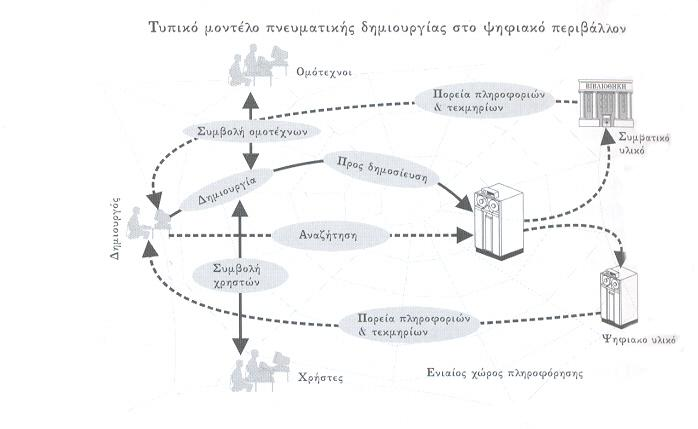 Τυπικό μοντέλο πνευματικής δημιουργίας στο ψηφιακό περιβάλλον
Ομότεχνοι
Πορεία πληροφοριών
& τεκμηρίων
ΒΙΒΛΙΟΘΗΚΗ
Συμβολή ομοτέχνων
Συμβατικό
υλικό
Προς δημοσίευση
Δημιουργία
Δημιουργός
Αναζήτηση
Συμβολή
χρηστών
Πορεία πληροφοριών
& τεκμηρίων
Ψηφιακο υλικό
Χρήστες
Ενιαίος χώρος πληροφόρησης